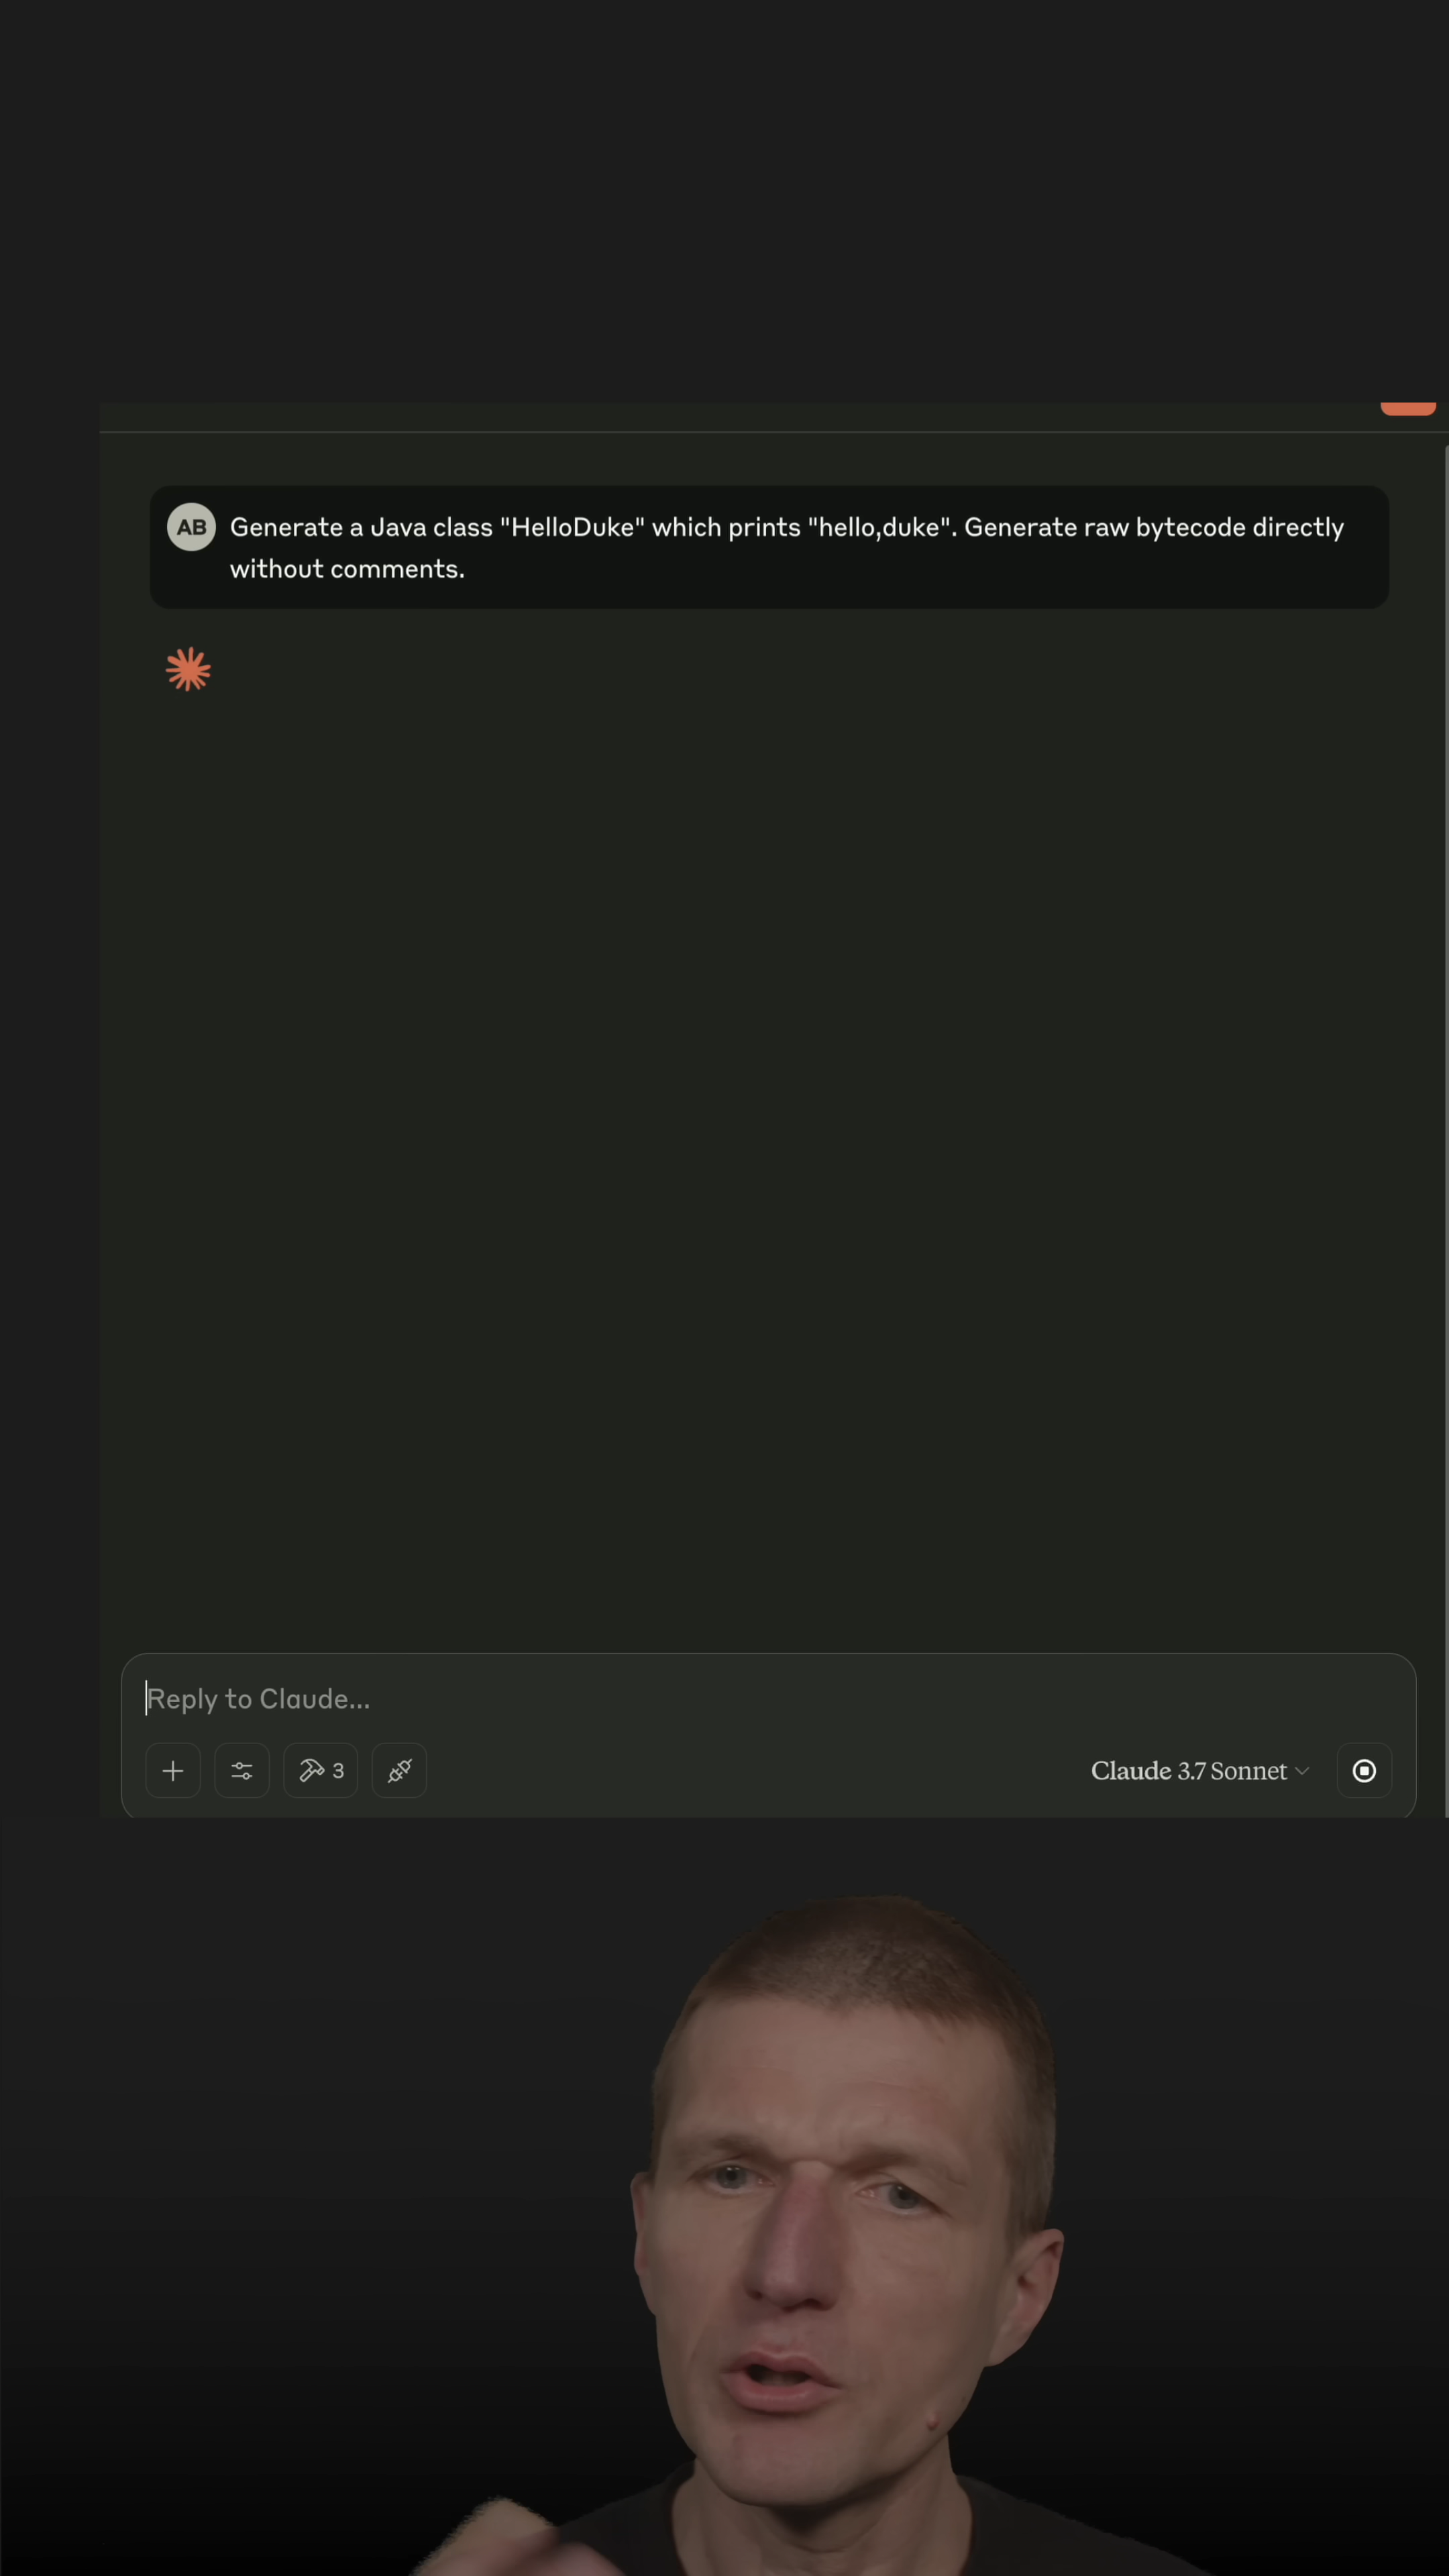 AB
Generate a Java class "HelloDuke" which prints "hello,duke". Generate raw bytecode directly
without comments.
Reply to Claude...
3
Claude 3.7 Sonnet